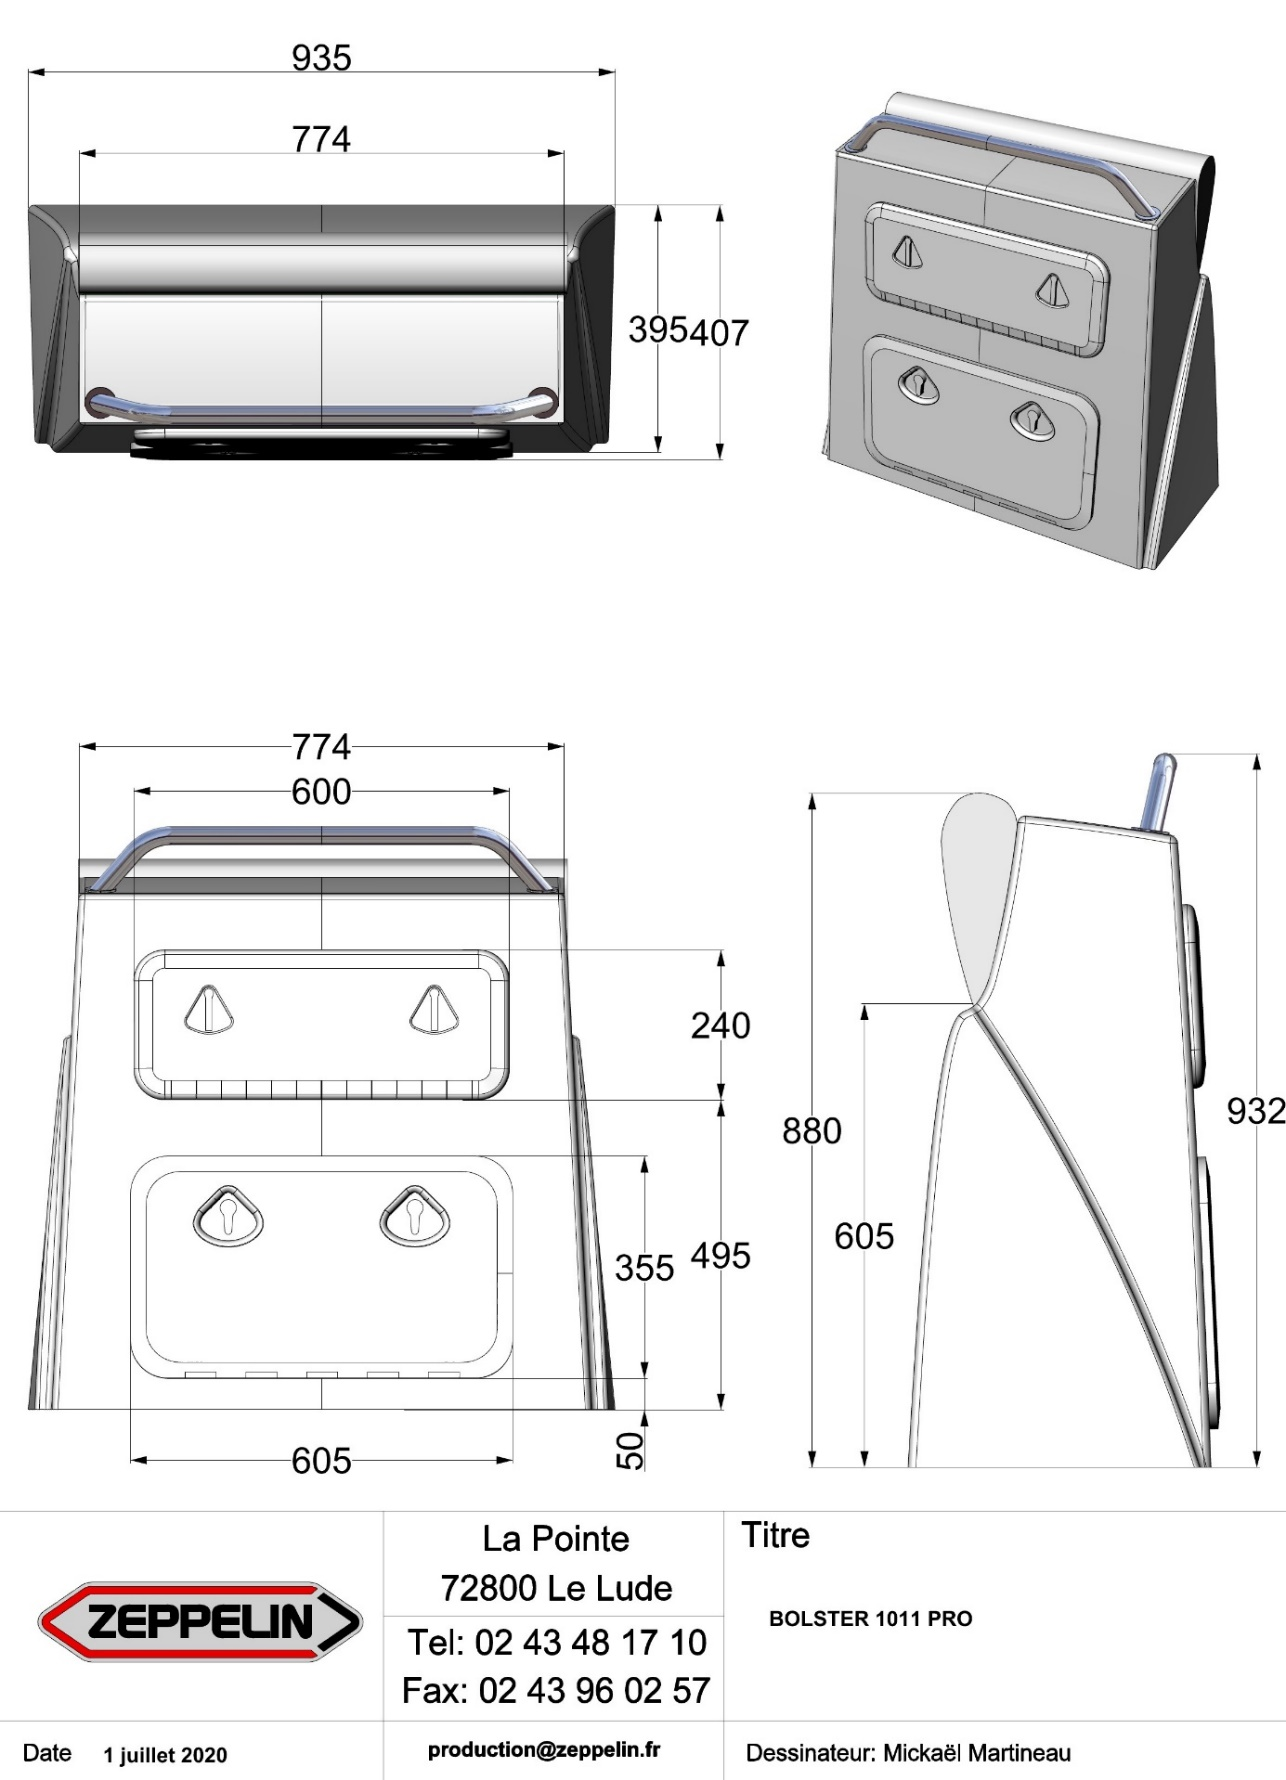 935
774
395 407
774
600
240
880
932
605
355
495
605
50
La Pointe
72800 Le Lude
Tel: 02 43 48 17 10
Fax: 02 43 96 02 57
Titre
BOLSTER 1011 PRO
ZEPPELIN
Date 1 juillet 2020
production@zeppelin.fr
Dessinateur: Mickaël Martineau